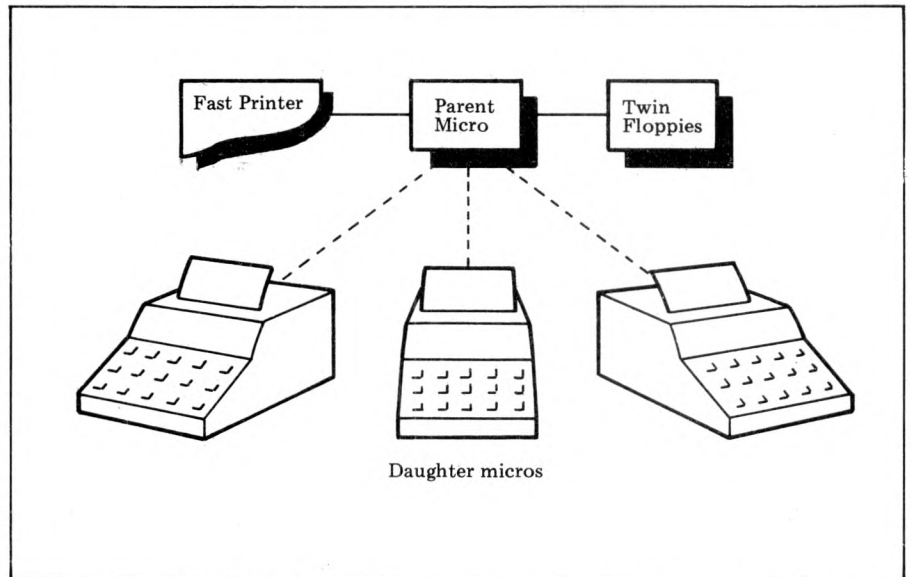 Fast Printer
Parent
Micro
Twin
Floppies
Daughter micros